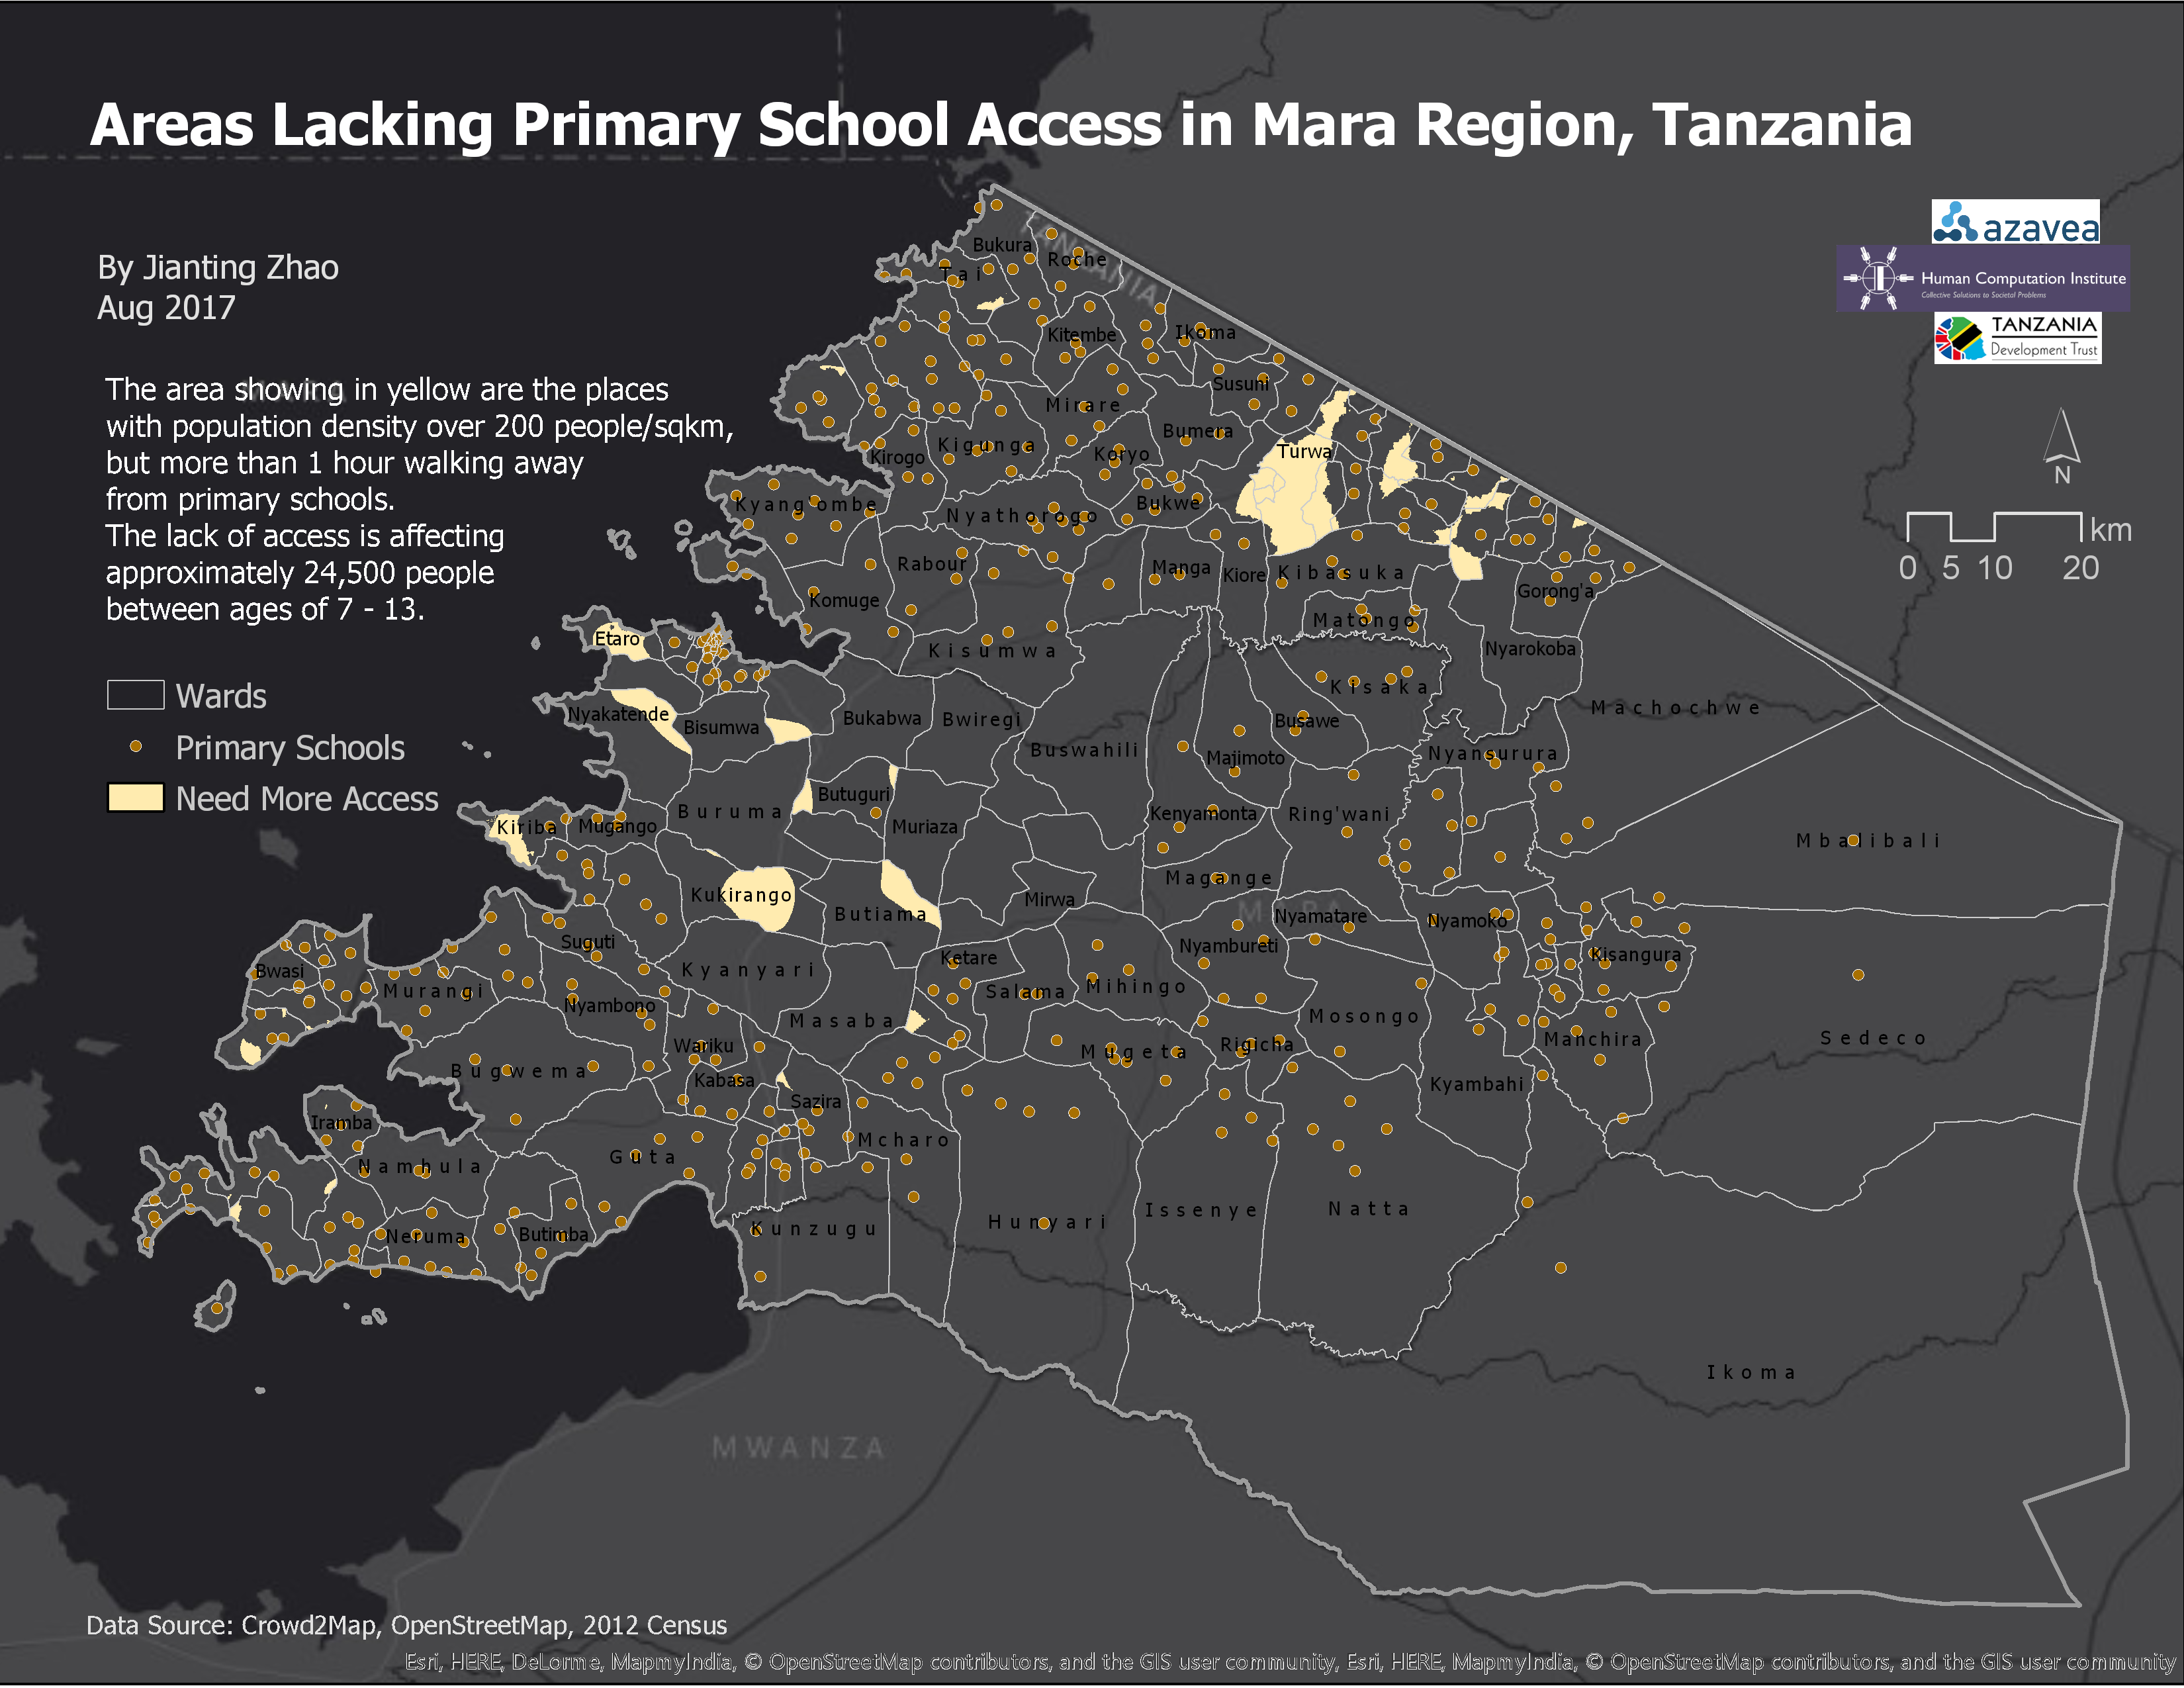 Areas Lacking Primary School Access in Mara Region, Tanzania
By Jianting Zhao
Aug 2017
azavea
Human Computation Institute
Collective Solutions to Societal Problems
TANZANIA
Development Trust
The area showing in yellow are the places
with population density over 200 people/sqkm,
but more than 1 hour walking away
from primary schools.
The lack of access is affecting
approximately 24,500 people
between ages of 7 - 13.
Wards
Primary Schools
Need More Access
N
km
0 5 10 20
TANZANIA
Bukura
Roche
Tai
Kitembe
Ikoma
Susuni
Mirare
Bumera
Turwa
Kigunga
Kirogo
Koryo
Kyang'ombe
Nyathorogo
Bukwe
Rabour
Manga
Kiore
Kibasuka
Gorong'a
Komuge
Matongo
Etaro
Kisumwa
Nyarokoba
Kisaka
Machochwe
Nyakatende
Bisumwa
Bukabwa
Bwiregi
Busawe
Buswahili
Majimoto
Nyansurura
Butuguri
Buruma
Kenyamonta
Ring'wani
Kiriba
Mugango
Muriaza
Mbalibali
Magange
Kukirango
Mirwa
Butiama
MARA
Nyamatare
Nyamoko
Suguti
Nyambureti
Ketare
Kisangura
Bwasi
Kyanyari
Murangi
Salama
Mihingo
Nyambono
Masaba
Mosongo
Wariku
Mugeta
Rigicha
Manchira
Sedeco
Bugwema
Kabasa
Kyambahi
Sazira
Iramba
Mcharo
Guta
Namhula
Issenye
Natta
Hunyari
Kunzugu
Neruma
Butimba
Ikoma
MWANZA
Data Source: Crowd2Map, OpenStreetMap, 2012 Census
Esri, HERE, DeLorme, MapmyIndia, © OpenStreetMap contributors, and the GIS user community, Esri, HERE, MapmyIndia, © OpenStreetMap contributors, and the GIS user community